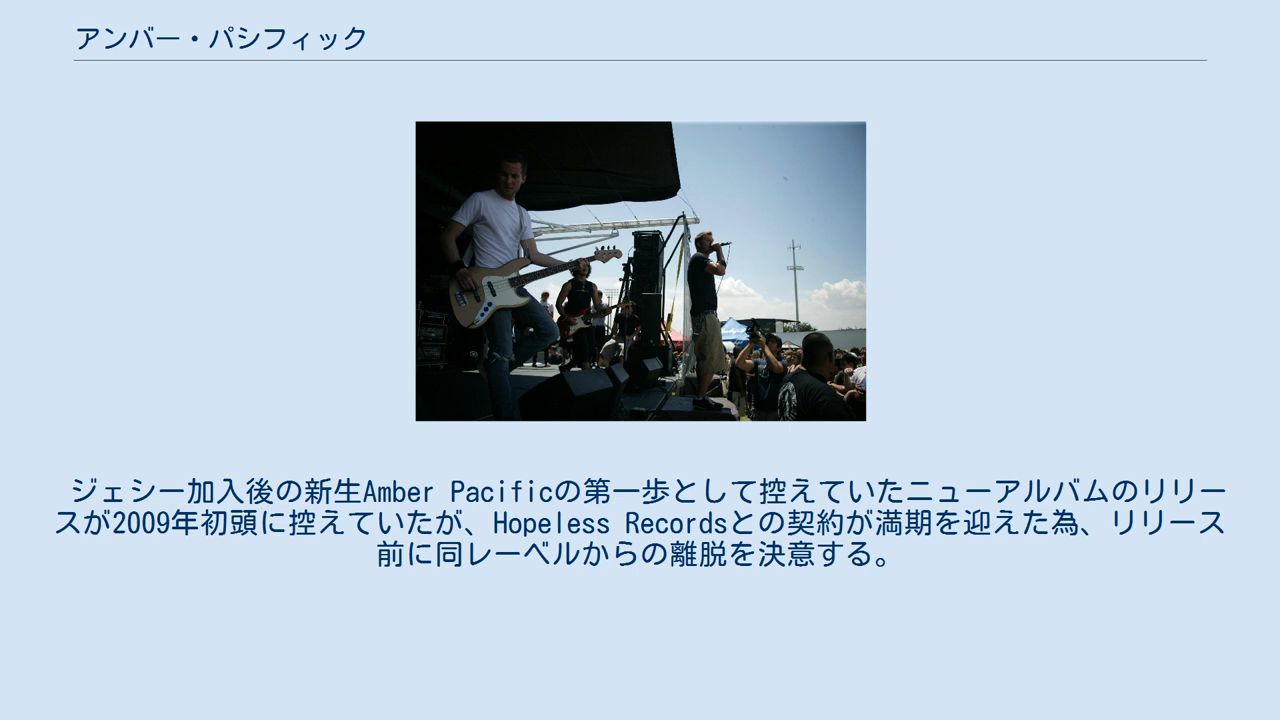 アンバー・パシフィック
ジェシー加入後の新生Amber Pacificの第一歩として控えていたニューアルバムのリリー
スが2009年初頭に控えていたが、Hopeless Recordsとの契約が満期を迎えた為、リリース
前に同レーベルからの離脱を決意する。